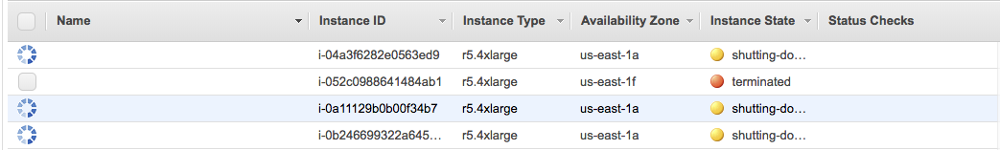 Name Instance ID Instance Type Availability Zone Instance State Status Checks
i-04a3f6282e0563ed9 r5.4xlarge us-east-1a shutting-do...
i-052c0988641484ab1 r5.4xlarge us-east-1f terminated
i-0a11129b0b00f34b7 r5.4xlarge us-east-1a shutting-do...
i-0b246699322a645... r5.4xlarge us-east-1a shutting-do...